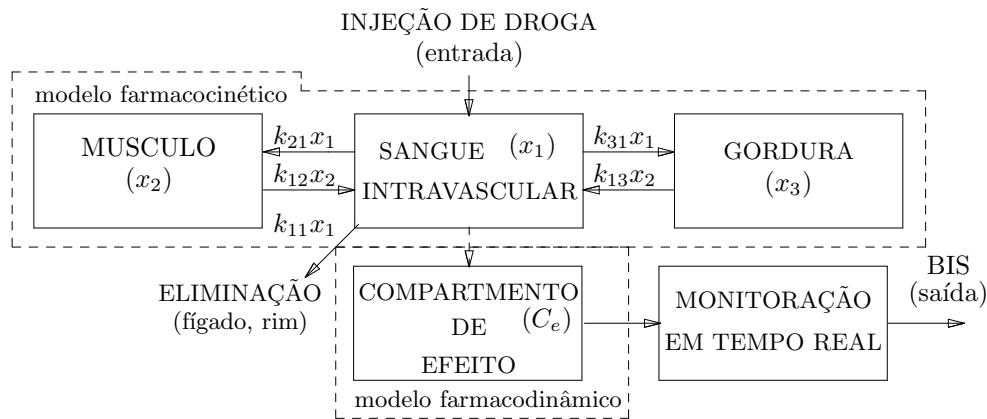 INJEÇÃO DE DROGA
(entrada)
modelo farmacocinético
MUSCULO
(x₂)
k₂₁x₁
k₁₂x₂
k₁₁x₁
SANGUE (x₁)
INTRAVASCULAR
k₃₁x₁
k₁₃x₂
GORDURA
(x₃)
ELIMINAÇÃO
(fígado, rim)
COMPARTMENTO
DE (Cₑ)
EFEITO
modelo farmacodinâmico
MONITORAÇÃO
EM TEMPO REAL
BIS
(saída)